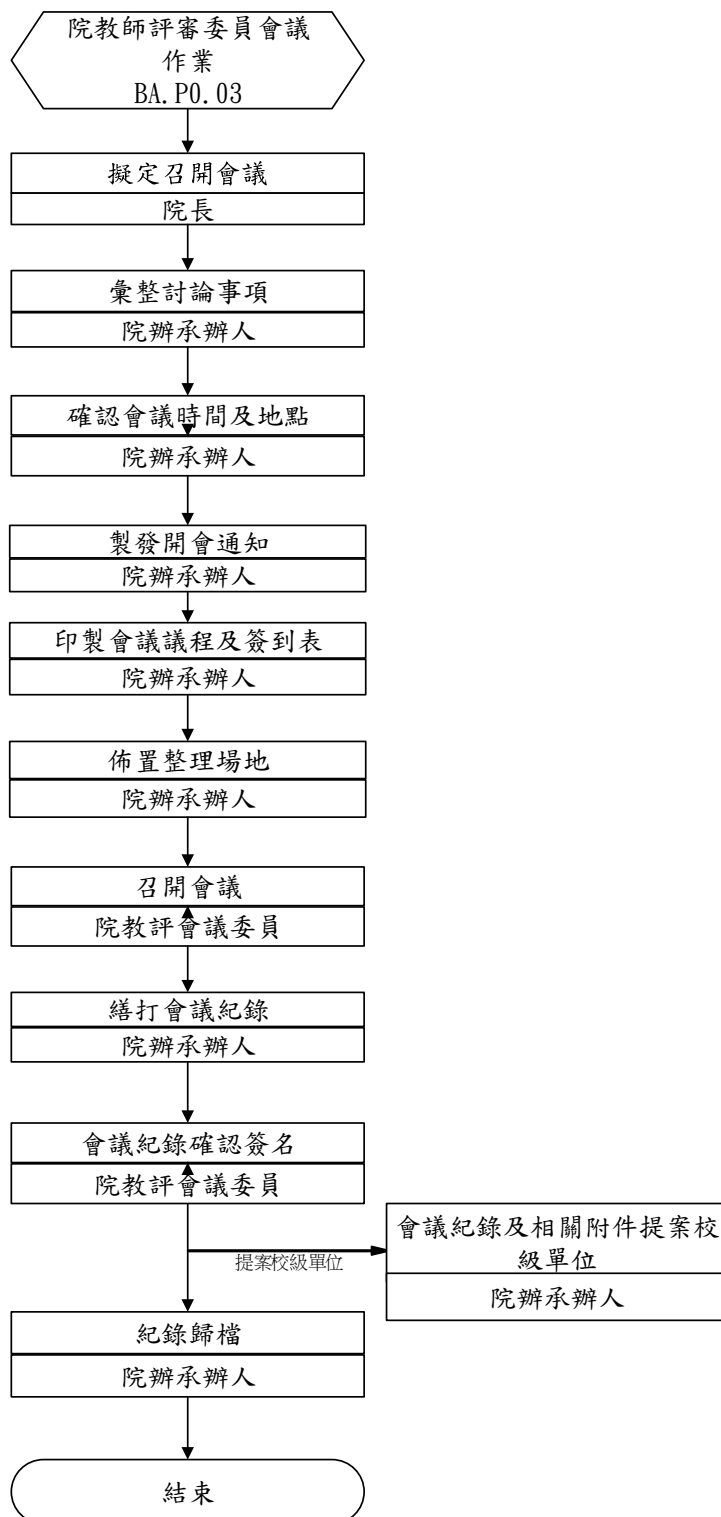 院教師評審委員會議
作業
BA.P0.03
擬定召開會議
院長
彙整討論事項
院辦承辦人
確認會議時間及地點
院辦承辦人
製發開會通知
院辦承辦人
印製會議議程及簽到表
院辦承辦人
佈置整理場地
院辦承辦人
召開會議
院教評會議委員
繕打會議紀錄
院辦承辦人
會議紀錄確認簽名
院教評會議委員
提案校級單位
會議紀錄及相關附件提案校
級單位
院辦承辦人
紀錄歸檔
院辦承辦人
結束